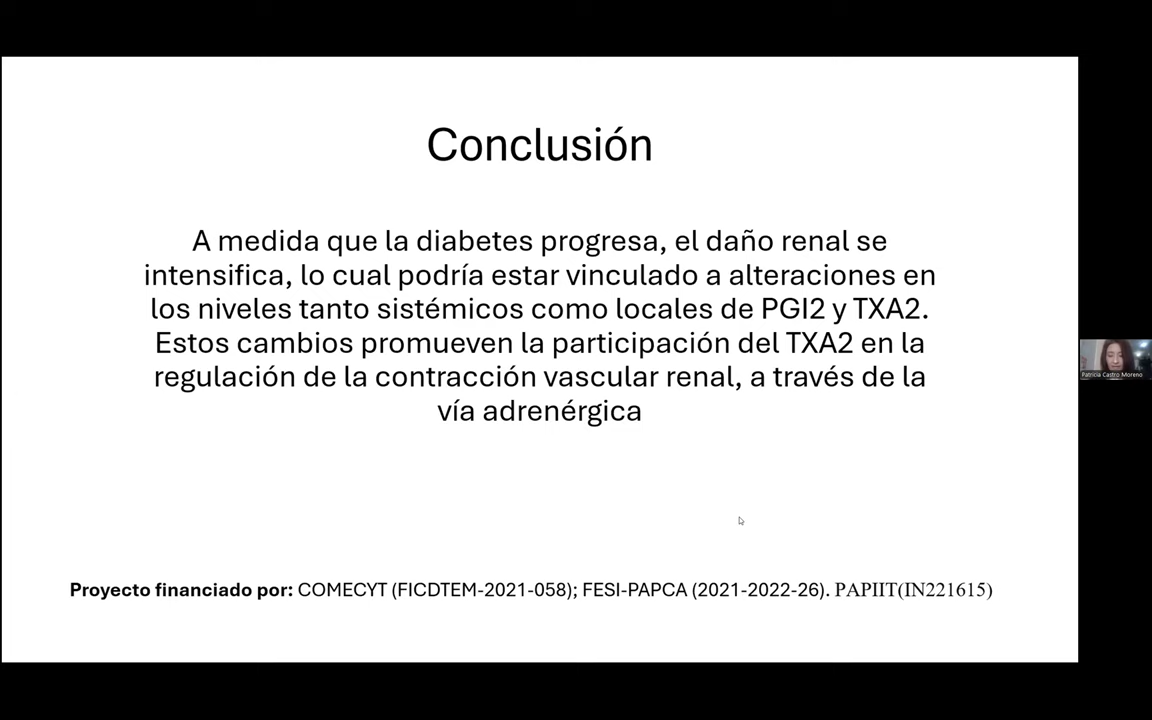 Conclusión
A medida que la diabetes progresa, el daño renal se
intensifica, lo cual podría estar vinculado a alteraciones en
los niveles tanto sistémicos como locales de PGI2 y TXA2.
Estos cambios promueven la participación del TXA2 en la
regulación de la contracción vascular renal, a través de la
vía adrenérgica
Patricia Castro Moreno
Proyecto financiado por: COMECYT (FICDTEM-2021-058); FESI-PAPCA (2021-2022-26). PAPIIT(IN221615)